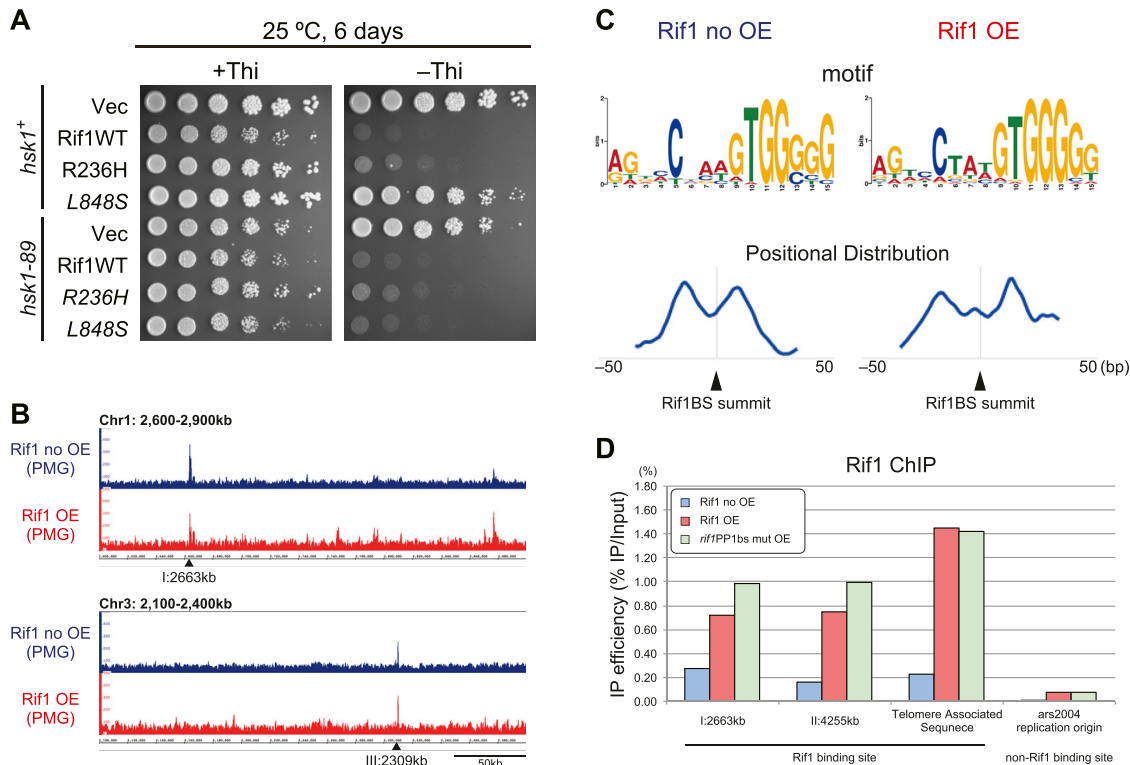 A
25 ºC, 6 days
+Thi
–Thi
hsk1+
Vec
Rif1WT
R236H
L848S
hsk1-89
Vec
Rif1WT
R236H
L848S
B
Chr1: 2,600-2,900kb
Rif1 no OE
(PMG)
Rif1 OE
(PMG)
I:2663kb
Chr3: 2,100-2,400kb
Rif1 no OE
(PMG)
Rif1 OE
(PMG)
III:2309kb
50kb
C
Rif1 no OE
Rif1 OE
motif
bits
bits
Positional Distribution
–50
50
50 (bp)
Rif1BS summit
Rif1BS summit
D
Rif1 ChIP
(%)
IP efficiency (% IP/Input)
1.80
1.60
1.40
1.20
1.00
0.80
0.60
0.40
0.20
0.00
Rif1 no OE
Rif1 OE
rif1PP1bs mut OE
I:2663kb
II:4255kb
Telomere Associated
Sequnece
ars2004
replication origin
Rif1 binding site
non-Rif1 binding site